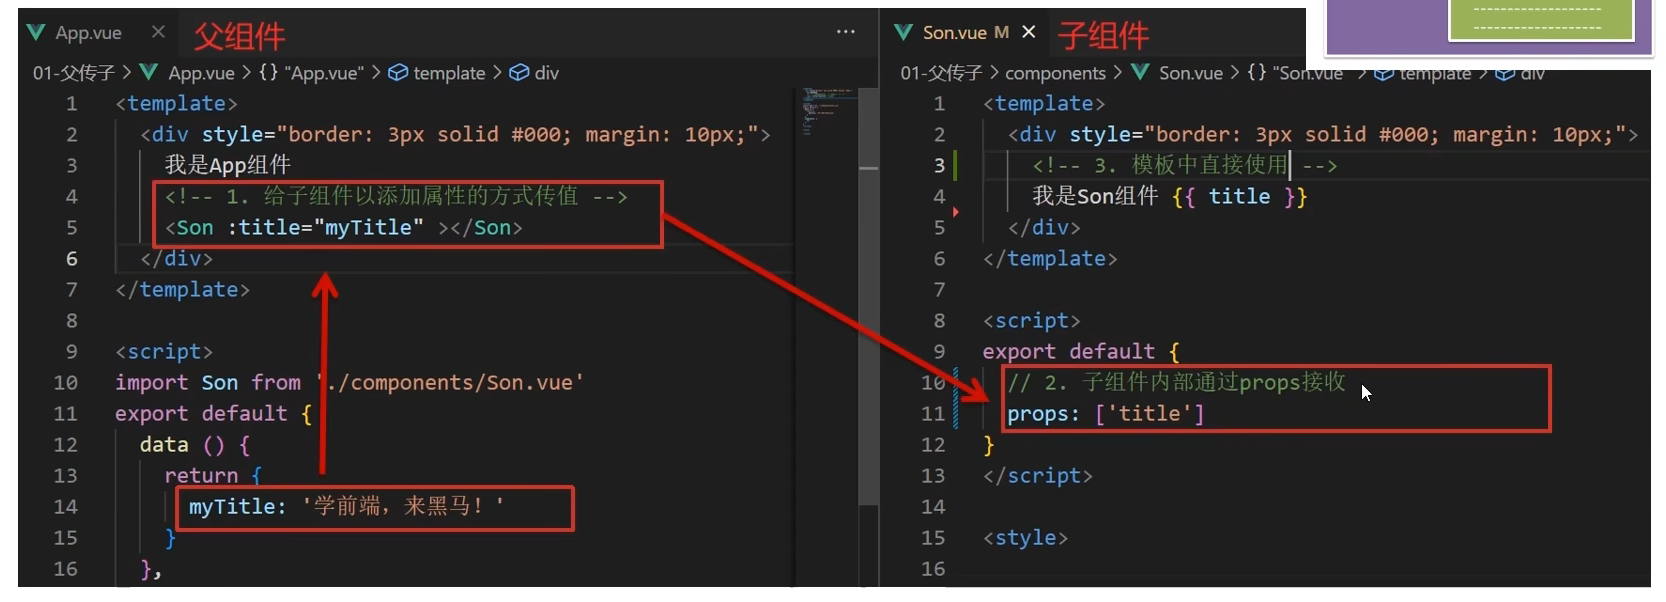 App.vue × 父组件 ···
01-父传子 > App.vue > {} "App.vue" > template > div
1 <template>
2 <div style="border: 3px solid #000; margin: 10px;">
3 我是App组件
4 <!-- 1. 给子组件以添加属性的方式传值 -->
5 <Son :title="myTitle" ></Son>
6 </div>
7 </template>
8
9 <script>
10 import Son from './components/Son.vue'
11 export default {
12 data () {
13 return {
14 myTitle: '学前端，来黑马！'
15 }
16 },
Son.vue M × 子组件
01-父传子 > components > Son.vue > {} "Son.vue" > template > div
1 <template>
2 <div style="border: 3px solid #000; margin: 10px;">
3 <!-- 3. 模板中直接使用 -->
4 我是Son组件 {{ title }}
5 </div>
6 </template>
7
8 <script>
9 export default {
10 // 2. 子组件内部通过props接收
11 props: ['title']
12 }
13 </script>
14
15 <style>
16